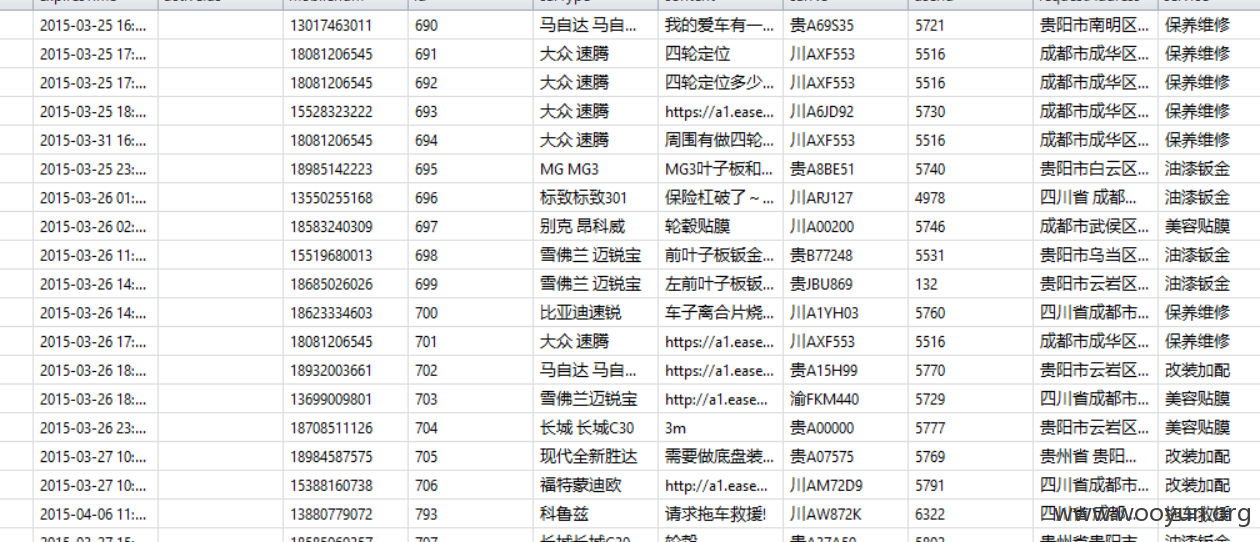 2015-03-25 16:... 13017463011 690 马自达 马自... 我的爱车有一... 贵A69S35 5721 贵阳市南明区... 保养维修
2015-03-25 17:... 18081206545 691 大众 速腾 四轮定位 川AXF553 5516 成都市成华区... 保养维修
2015-03-25 17:... 18081206545 692 大众 速腾 四轮定位多少... 川AXF553 5516 成都市成华区... 保养维修
2015-03-25 18:... 15528323222 693 大众 速腾 https://a1.ease... 川A6JD92 5730 成都市成华区... 保养维修
2015-03-31 16:... 18081206545 694 大众 速腾 周围有做四轮... 川AXF553 5516 成都市成华区... 保养维修
2015-03-25 23:... 18985142223 695 MG MG3 MG3叶子板和... 贵A8BE51 5740 贵阳市白云区... 油漆钣金
2015-03-26 01:... 13550255168 696 标致标致301 保险杠破了～... 川ARJ127 4978 四川省 成都... 油漆钣金
2015-03-26 02:... 18583240309 697 别克 昂科威 轮毂贴膜 川A00200 5746 成都市武侯区... 美容贴膜
2015-03-26 11:... 15519680013 698 雪佛兰 迈锐宝 前叶子板钣金... 贵B77248 5531 贵阳市乌当区... 油漆钣金
2015-03-26 14:... 18685026026 699 雪佛兰 迈锐宝 左前叶子板钣... 贵JBU869 132 贵阳市云岩区... 油漆钣金
2015-03-26 14:... 18623334603 700 比亚迪速锐 车子离合片烧... 川A1YH03 5760 四川省成都市... 保养维修
2015-03-26 17:... 18081206545 701 大众 速腾 https://a1.ease... 川AXF553 5516 成都市成华区... 保养维修
2015-03-26 18:... 18932003661 702 马自达 马自... https://a1.ease... 贵A15H99 5770 贵阳市云岩区... 改装加配
2015-03-26 18:... 13699009801 703 雪佛兰迈锐宝 http://a1.ease... 渝FKM440 5729 四川省成都市... 美容贴膜
2015-03-26 23:... 18708511126 704 长城 长城C30 3m 贵A00000 5777 贵阳市云岩区... 美容贴膜
2015-03-27 10:... 18984587575 705 现代全新胜达 需要做底盘装... 贵A07575 5769 贵州省 贵阳... 改装加配
2015-03-27 10:... 15388160738 706 福特蒙迪欧 http://a1.ease... 川AM72D9 5791 四川省成都市... 改装加配
2015-04-06 11:... 13880779072 793 科鲁兹 请求拖车救援! 川AW872K 6322 四川省成都... 拖车救援
www.wooyun.org